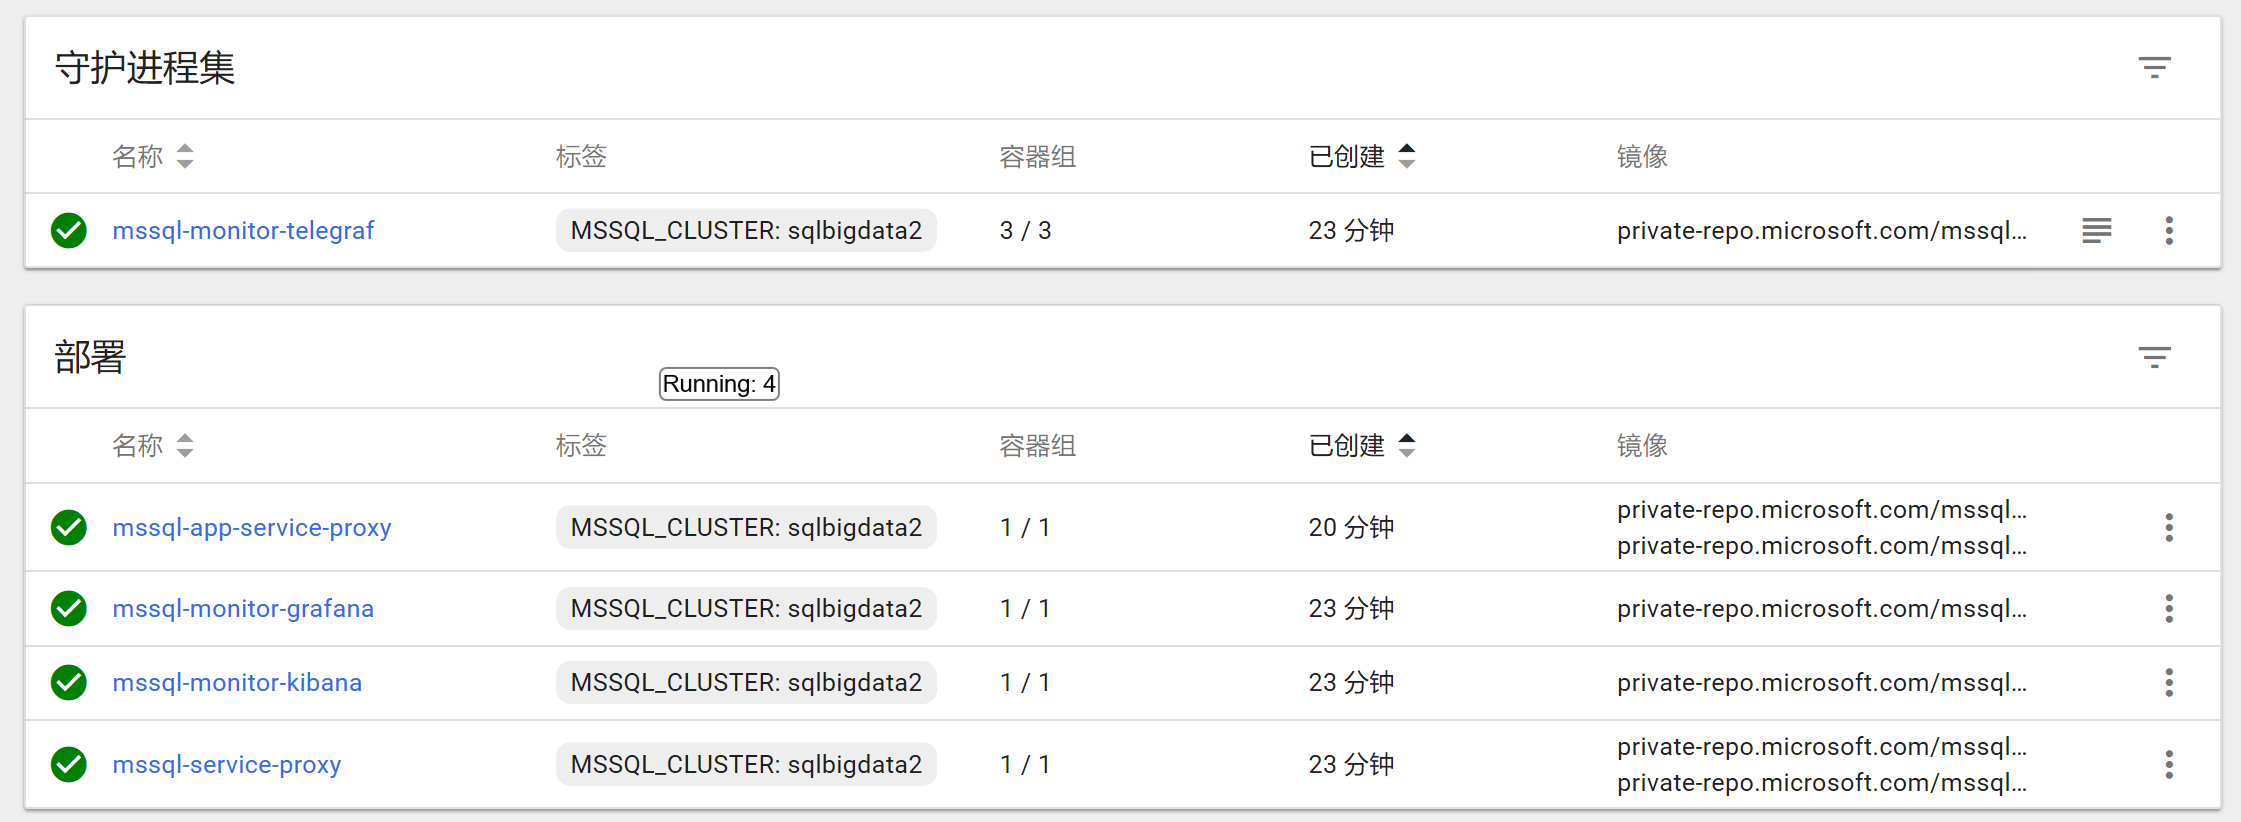 守护进程集
名称 标签 容器组 已创建 镜像
mssql-monitor-telegraf MSSQL_CLUSTER: sqlbigdata2 3 / 3 23 分钟 private-repo.microsoft.com/mssql…
部署
Running: 4
名称 标签 容器组 已创建 镜像
mssql-app-service-proxy MSSQL_CLUSTER: sqlbigdata2 1 / 1 20 分钟 private-repo.microsoft.com/mssql…
private-repo.microsoft.com/mssql…
mssql-monitor-grafana MSSQL_CLUSTER: sqlbigdata2 1 / 1 23 分钟 private-repo.microsoft.com/mssql…
mssql-monitor-kibana MSSQL_CLUSTER: sqlbigdata2 1 / 1 23 分钟 private-repo.microsoft.com/mssql…
mssql-service-proxy MSSQL_CLUSTER: sqlbigdata2 1 / 1 23 分钟 private-repo.microsoft.com/mssql…
private-repo.microsoft.com/mssql…